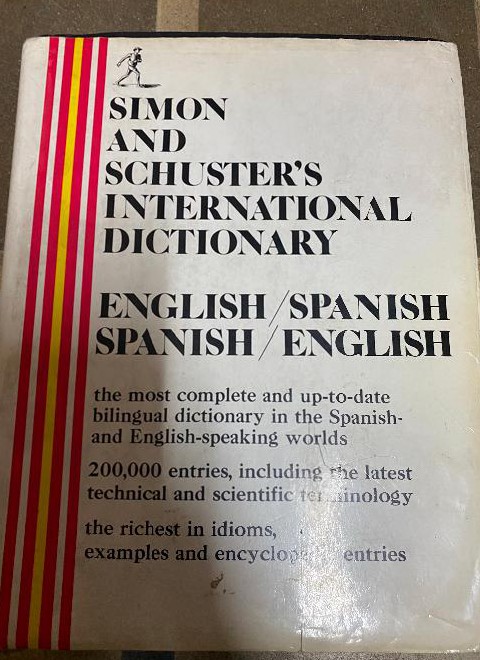 SIMON
AND
SCHUSTER'S
INTERNATIONAL
DICTIONARY
ENGLISH/SPANISH
SPANISH/ENGLISH
the most complete and up-to-date
bilingual dictionary in the Spanish-
and English-speaking worlds
200,000 entries, including the latest
technical and scientific terminology
the richest in idioms,
examples and entries